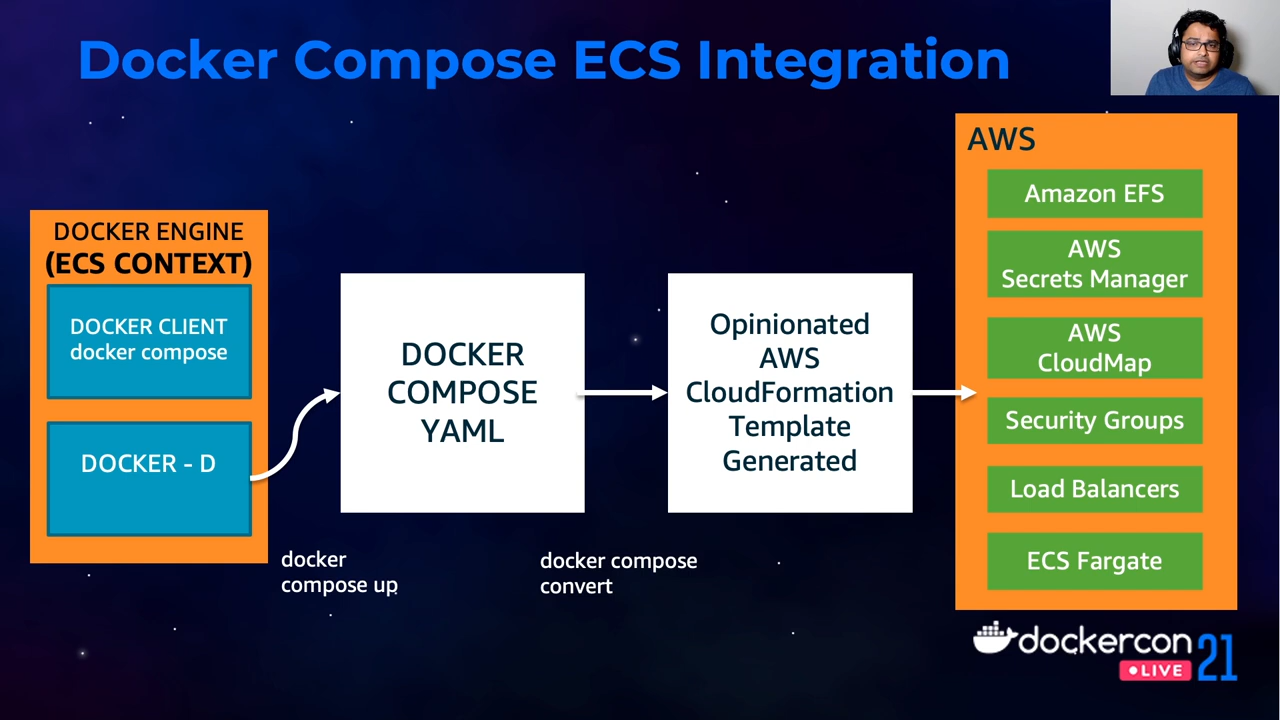 Docker Compose ECS Integration
DOCKER ENGINE
(ECS CONTEXT)
DOCKER CLIENT
docker compose
DOCKER - D
docker
compose up
DOCKER
COMPOSE
YAML
docker compose
convert
Opinionated
AWS
CloudFormation
Template
Generated
AWS
Amazon EFS
AWS
Secrets Manager
AWS
CloudMap
Security Groups
Load Balancers
ECS Fargate
dockercon
LIVE
21